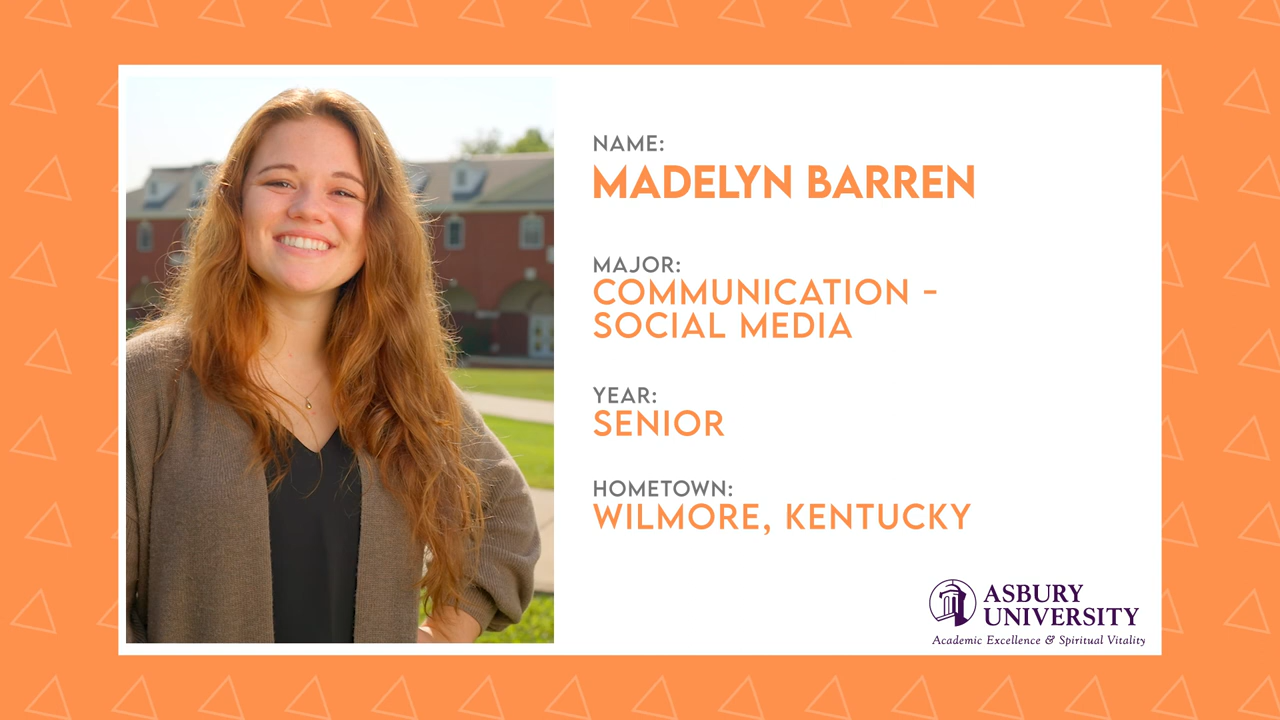 NAME:
MADELYN BARREN
MAJOR:
COMMUNICATION -
SOCIAL MEDIA
YEAR:
SENIOR
HOMETOWN:
WILMORE, KENTUCKY
ASBURY
UNIVERSITY
Academic Excellence & Spiritual Vitality